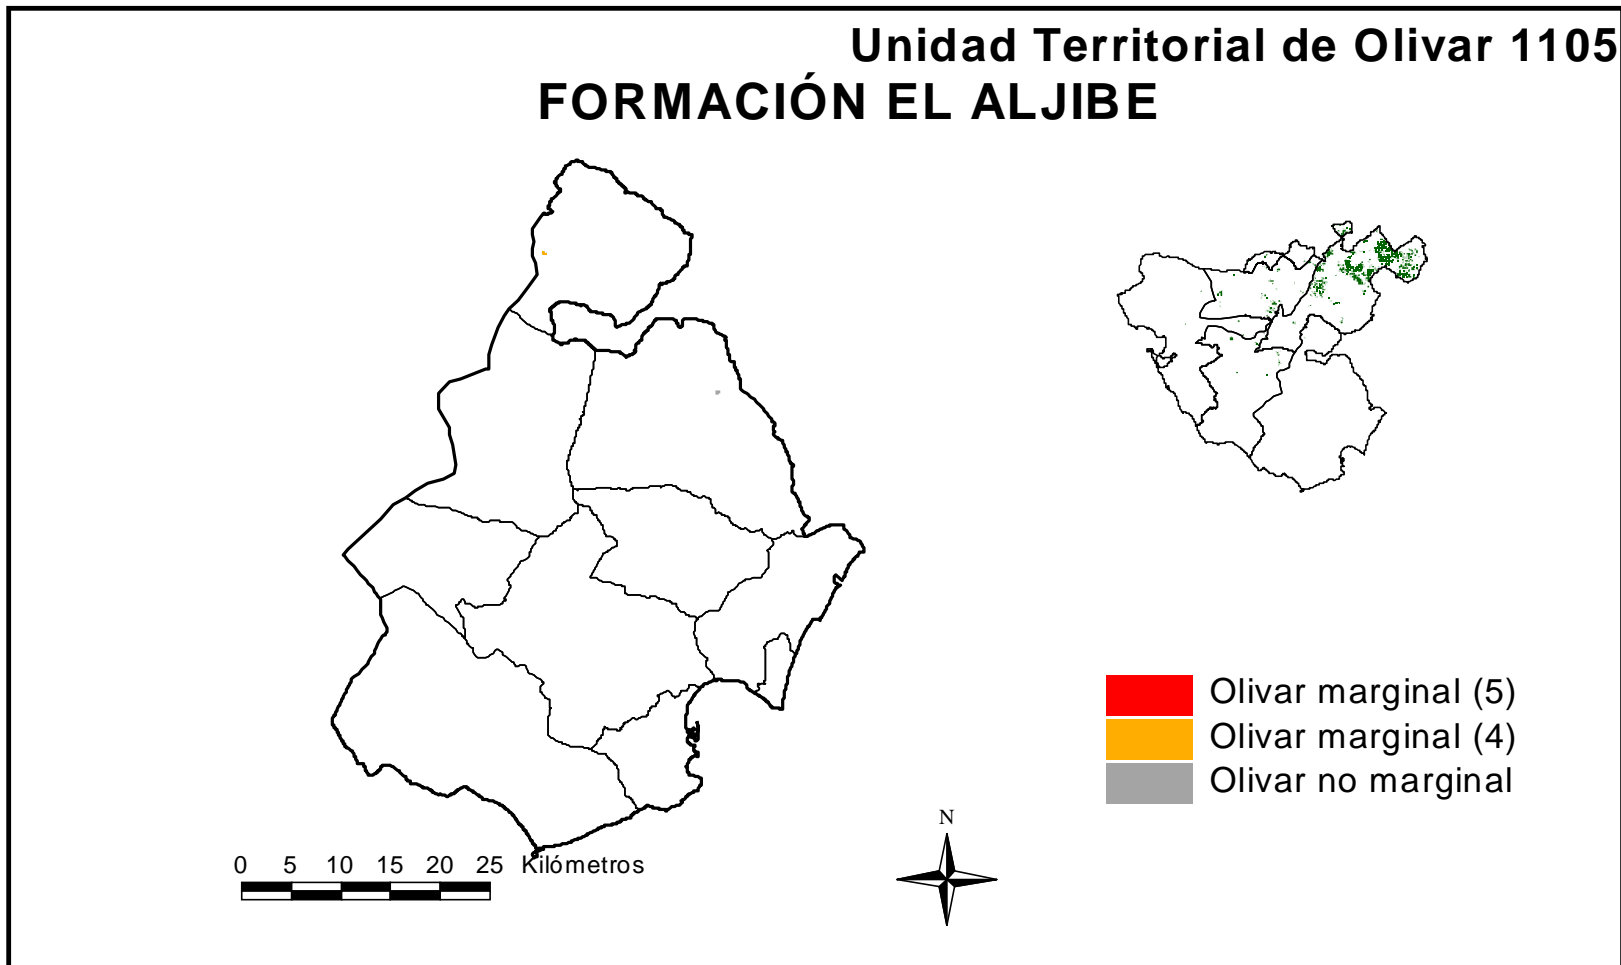 Unidad Territorial de Olivar 1105
FORMACIÓN EL ALJIBE
Olivar marginal (5)
Olivar marginal (4)
Olivar no marginal
N
0 5 10 15 20 25 Kilómetros